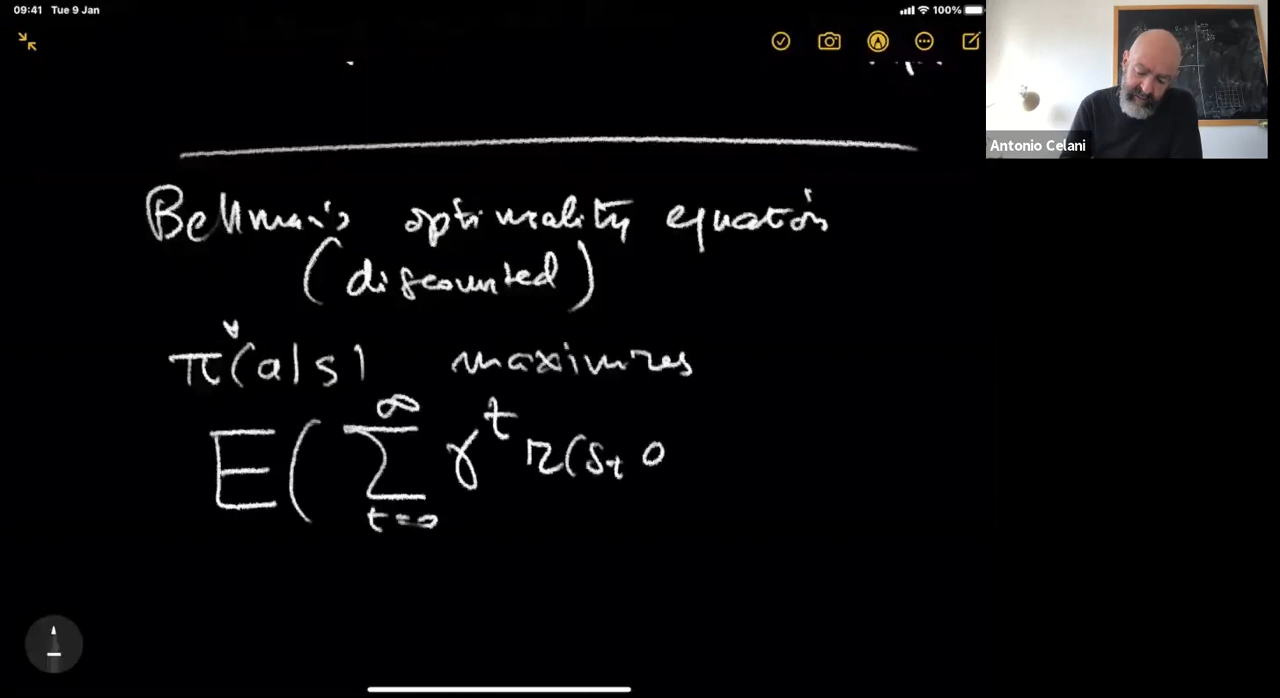 09:41 Tue 9 Jan 100%
Antonio Celani
Bellman's optimality equation
(discounted)
π*(a|s) maximizes
E( ∑_{t=0}^{∞} γ^t r(s_t a